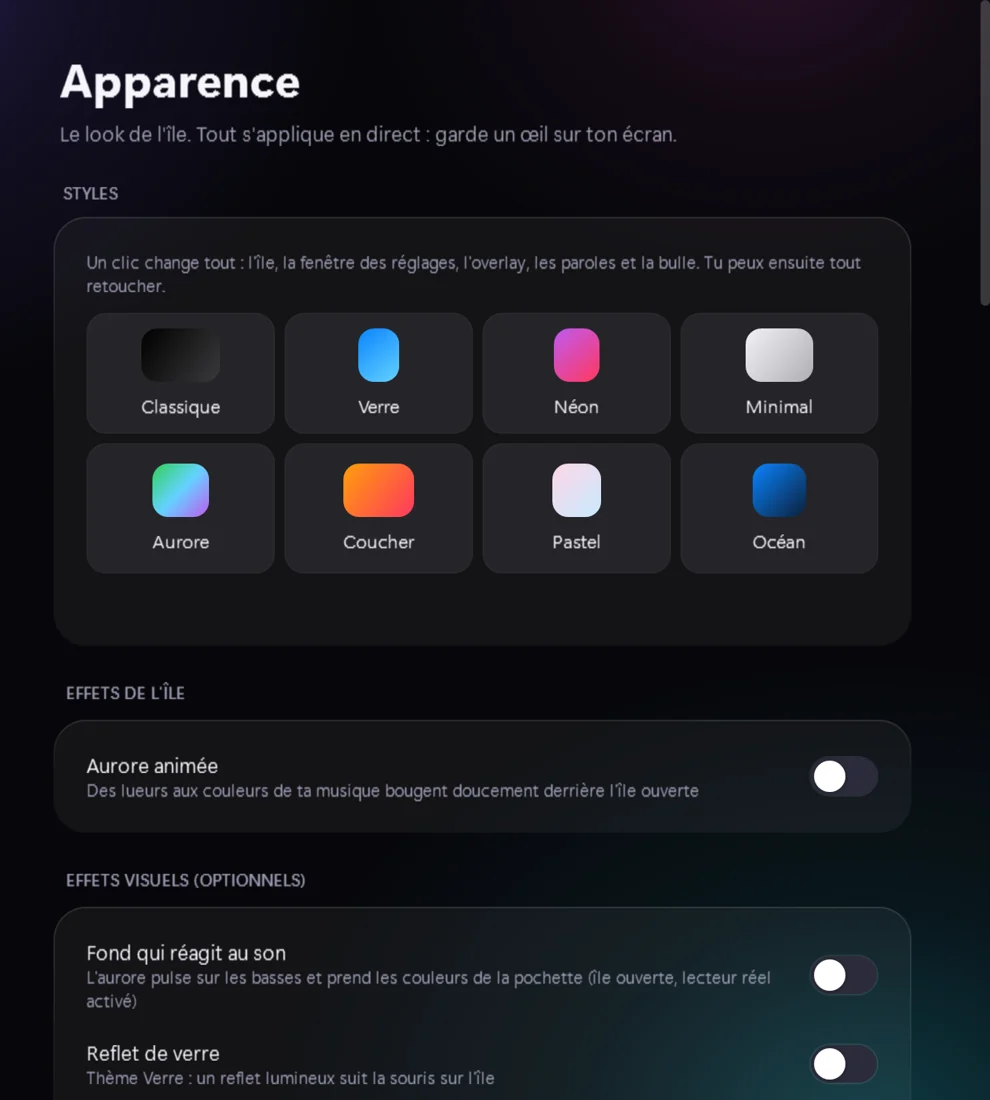 Apparence
Le look de l'île. Tout s'applique en direct : garde un œil sur ton écran.
STYLES
Un clic change tout : l'île, la fenêtre des réglages, l'overlay, les paroles et la bulle. Tu peux ensuite tout
retoucher.
Classique
Verre
Néon
Minimal
Aurore
Coucher
Pastel
Océan
EFFETS DE L'ÎLE
Aurore animée
Des lueurs aux couleurs de ta musique bougent doucement derrière l'île ouverte
EFFETS VISUELS (OPTIONNELS)
Fond qui réagit au son
L'aurore pulse sur les basses et prend les couleurs de la pochette (île ouverte, lecteur réel
activé)
Reflet de verre
Thème Verre : un reflet lumineux suit la souris sur l'île